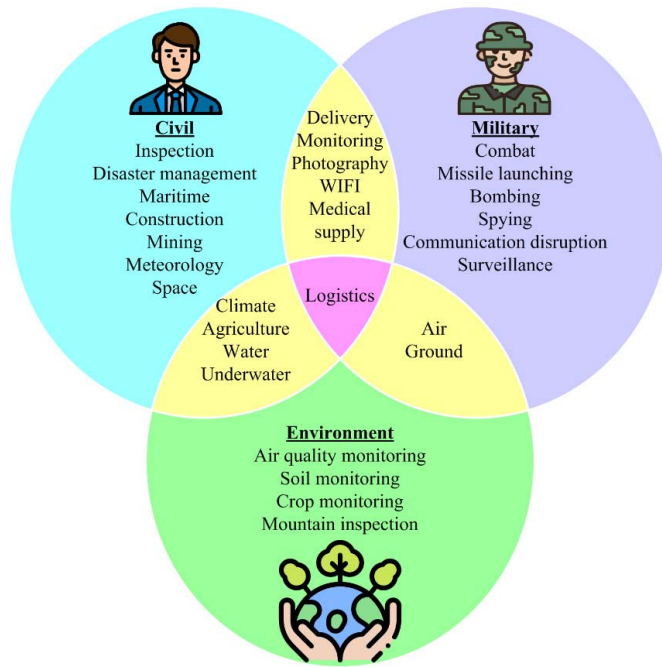 Civil
Inspection
Disaster management
Maritime
Construction
Mining
Meteorology
Space
Delivery
Monitoring
Photography
WIFI
Medical
supply
Military
Combat
Missile launching
Bombing
Spying
Communication disruption
Surveillance
Logistics
Climate
Agriculture
Water
Underwater
Air
Ground
Environment
Air quality monitoring
Soil monitoring
Crop monitoring
Mountain inspection